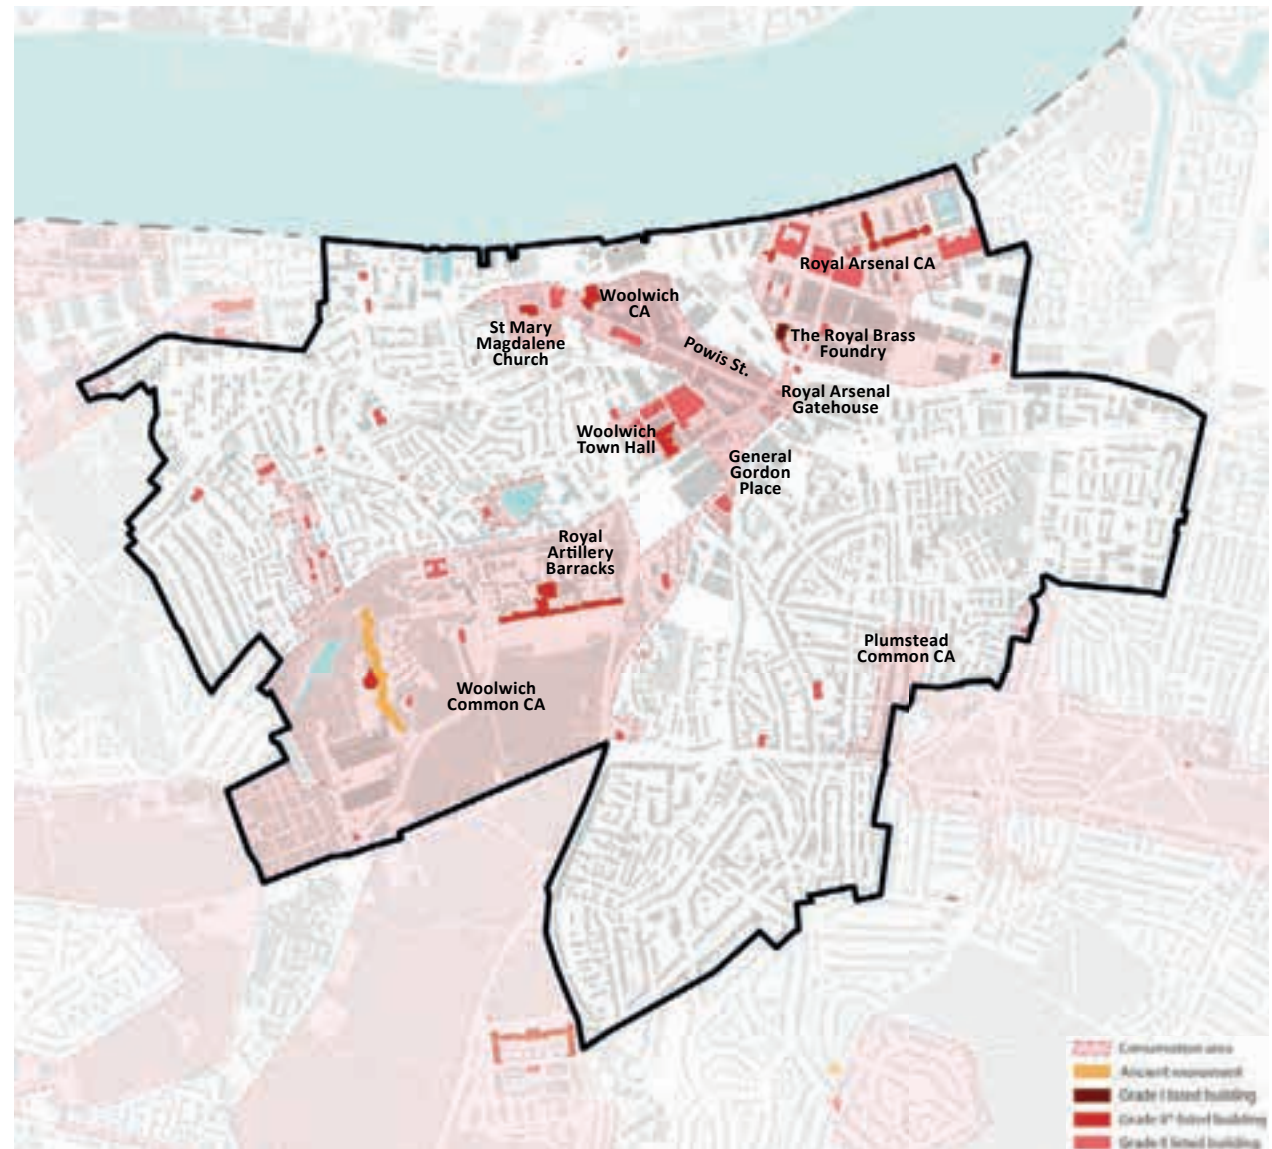 Royal Arsenal CA
Woolwich
CA
St Mary
Magdalene
Church
The Royal Brass
Foundry
Powis St.
Royal Arsenal
Gatehouse
Woolwich
Town Hall
General
Gordon
Place
Royal
Artillery
Barracks
Plumstead
Common CA
Woolwich
Common CA
Conservation area
Ancient monument
Grade I listed building
Grade II* listed building
Grade II listed building